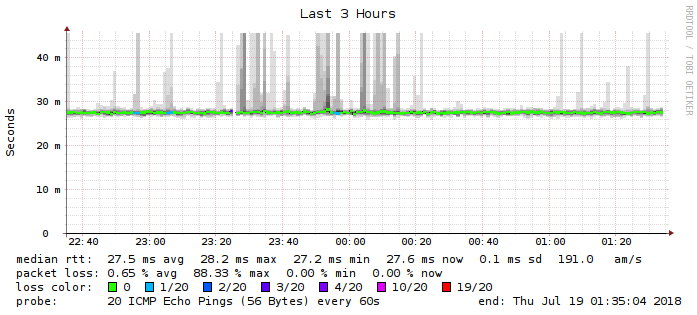 Last 3 Hours
RRDTOOL / TOBI OETIKER
Seconds
40 m
30 m
20 m
10 m
0
22:40 23:00 23:20 23:40 00:00 00:20 00:40 01:00 01:20
median rtt: 27.5 ms avg 28.2 ms max 27.2 ms min 27.6 ms now 0.1 ms sd 191.0 am/s
packet loss: 0.65 % avg 88.33 % max 0.00 % min 0.00 % now
loss color: 0 1/20 2/20 3/20 4/20 10/20 19/20
probe: 20 ICMP Echo Pings (56 Bytes) every 60s end: Thu Jul 19 01:35:04 2018